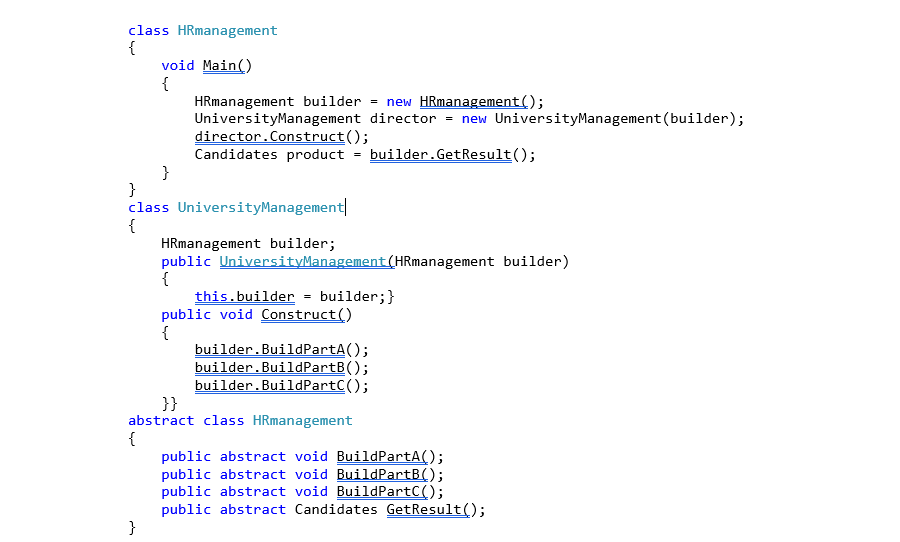 class HRmanagement
{
void Main()
{
HRmanagement builder = new HRmanagement();
UniversityManagement director = new UniversityManagement(builder);
director.Construct();
Candidates product = builder.GetResult();
}
}
class UniversityManagement
{
HRmanagement builder;
public UniversityManagement(HRmanagement builder)
{
this.builder = builder;}
public void Construct()
{
builder.BuildPartA();
builder.BuildPartB();
builder.BuildPartC();
}}
abstract class HRmanagement
{
public abstract void BuildPartA();
public abstract void BuildPartB();
public abstract void BuildPartC();
public abstract Candidates GetResult();
}